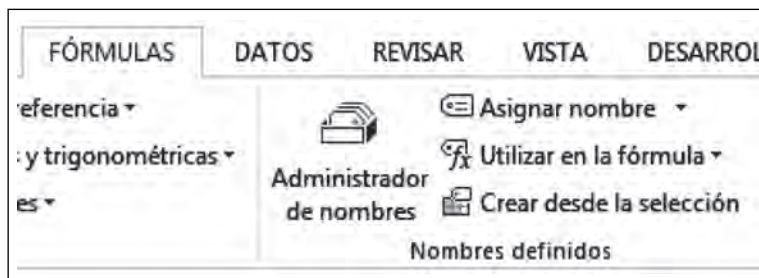 FÓRMULAS DATOS REVISAR VISTA DESARROL
eferencia
y trigonométricas
es
Administrador
de nombres
Asignar nombre
Utilizar en la fórmula
Crear desde la selección
Nombres definidos